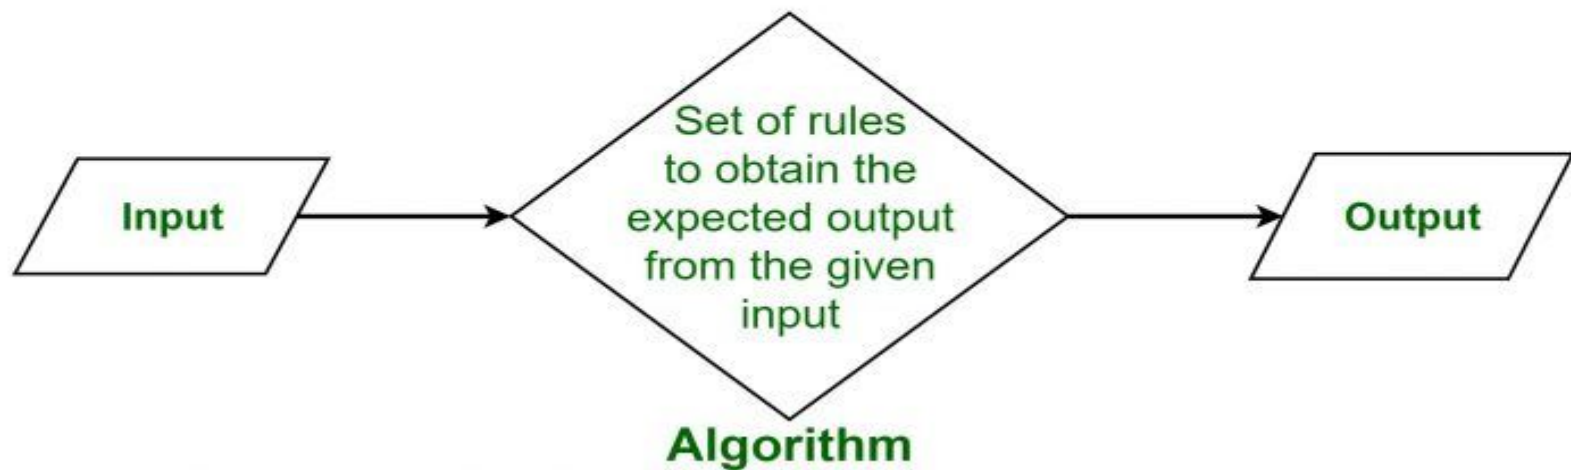 Input
Set of rules
to obtain the
expected output
from the given
input
Output
Algorithm